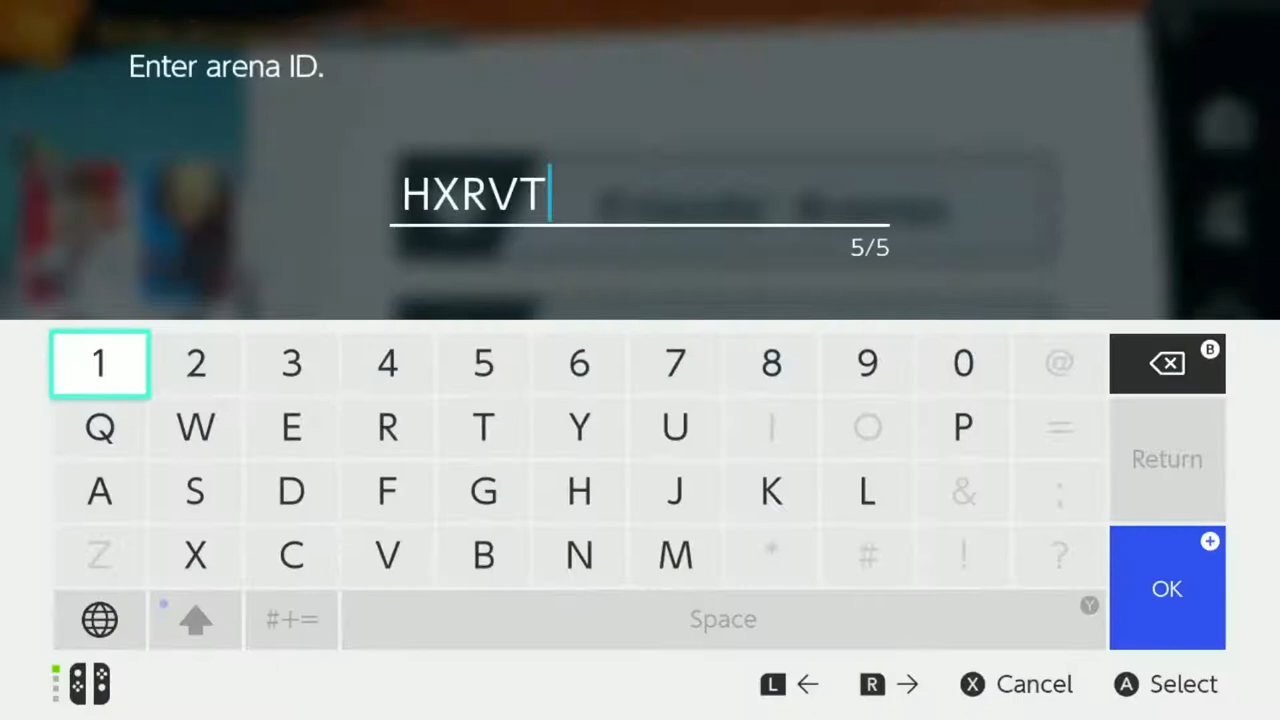 Enter arena ID.
HXRVT
5/5
1 2 3 4 5 6 7 8 9 0 @ B
Q W E R T Y U I O P =
Return
A S D F G H J K L & ;
Z X C V B N M * # ! ?
OK
#+= Space Y
L ← R → X Cancel A Select